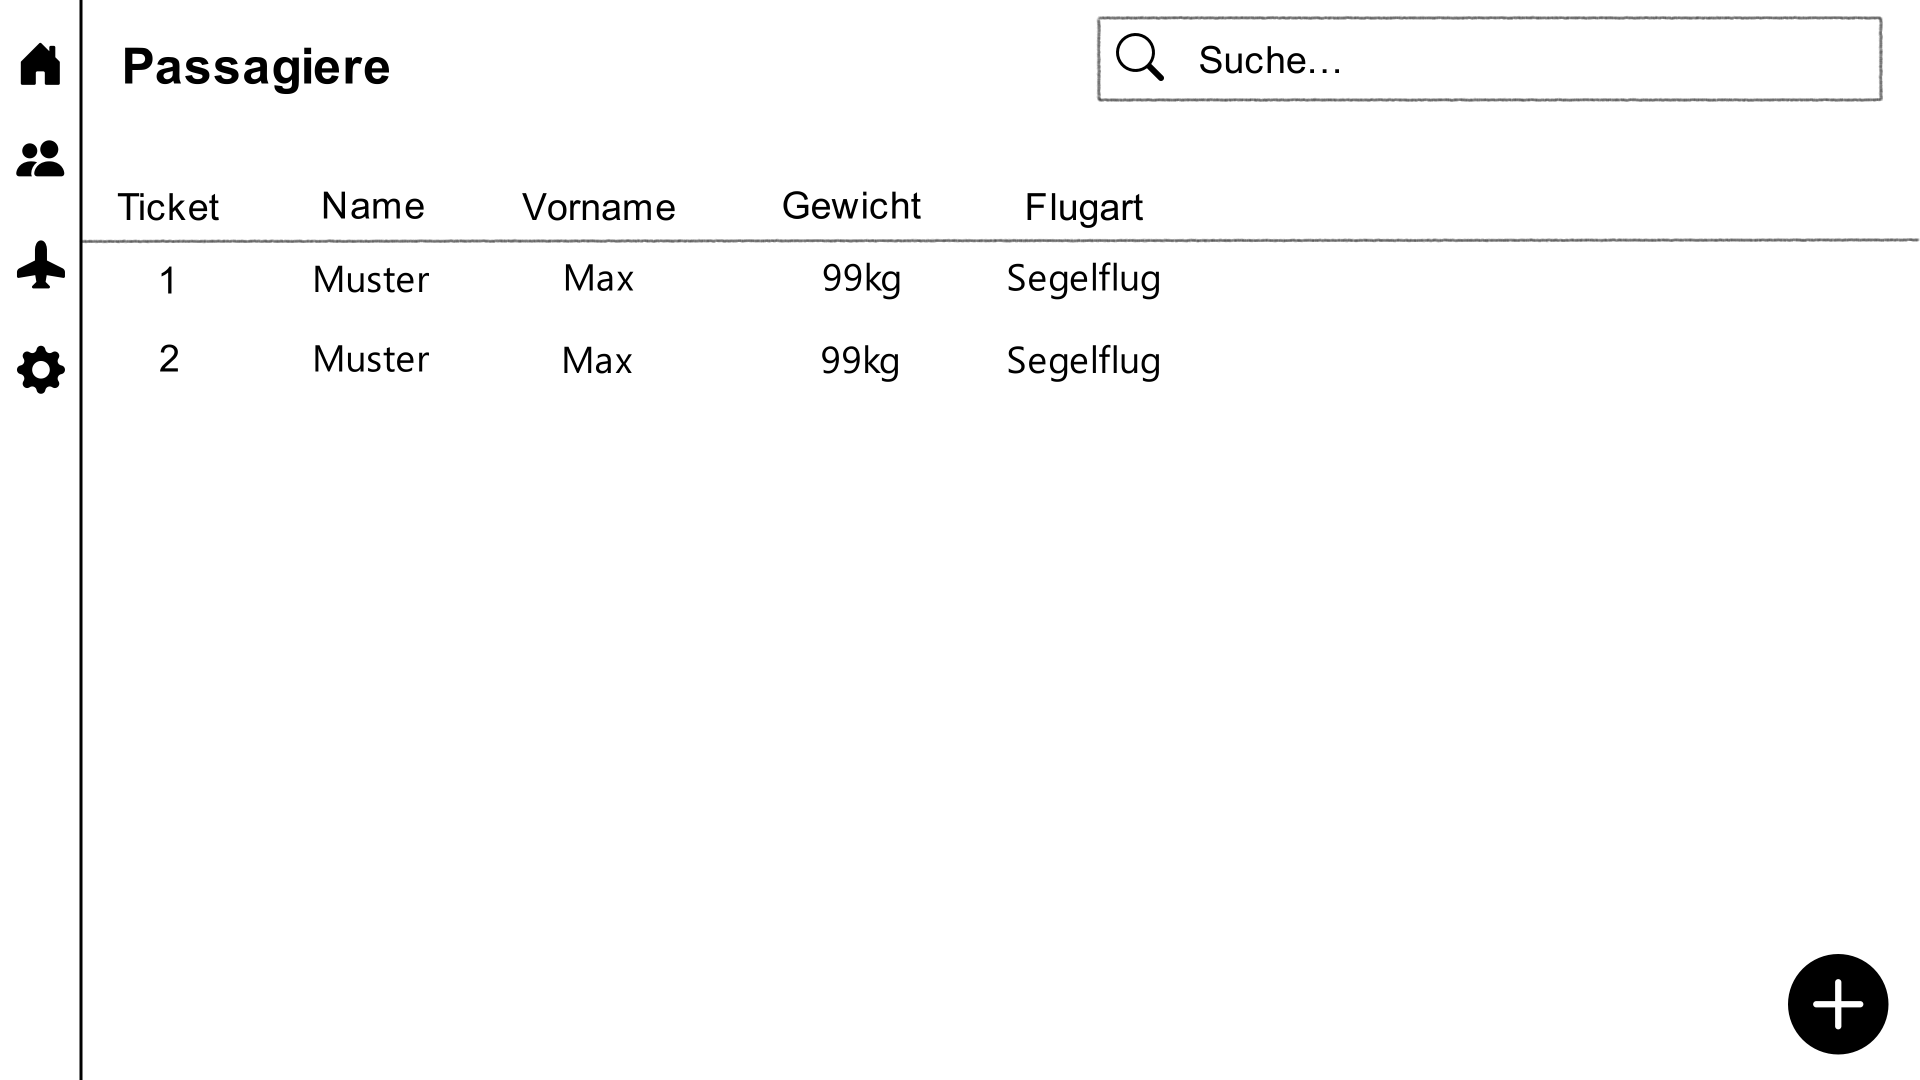 Passagiere
Suche...
Ticket Name Vorname Gewicht Flugart
1 Muster Max 99kg Segelflug
2 Muster Max 99kg Segelflug